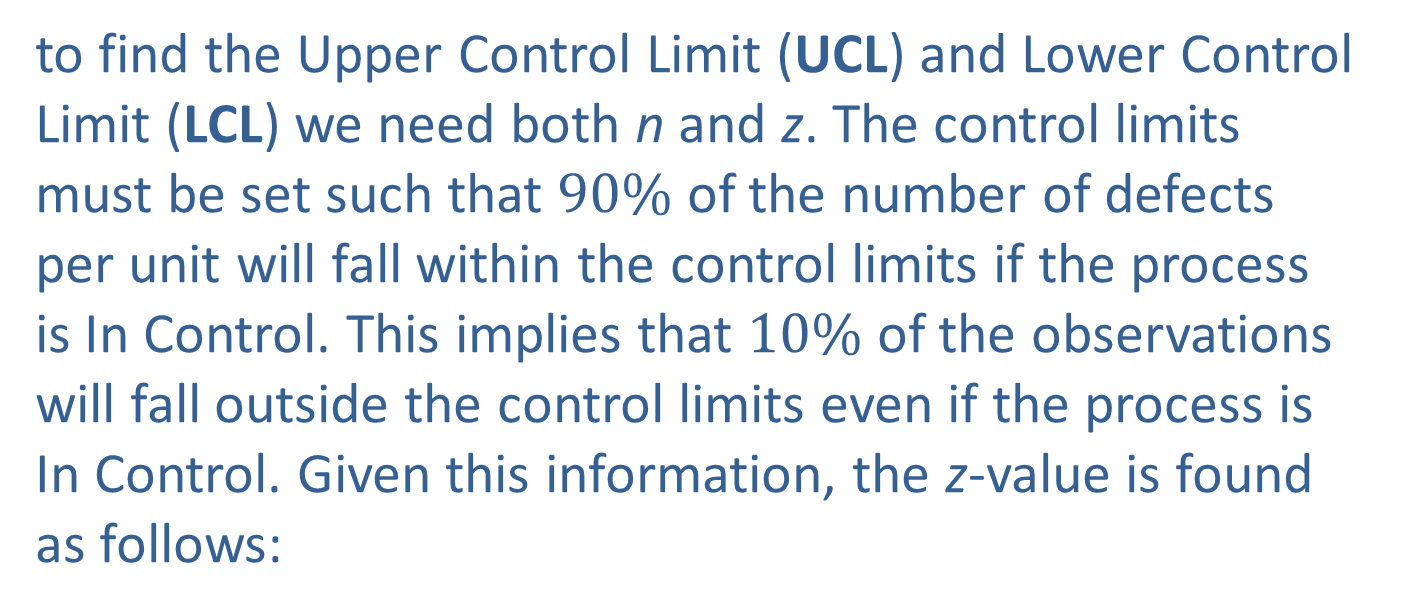 to find the Upper Control Limit (UCL) and Lower Control
Limit (LCL) we need both n and z. The control limits
must be set such that 90% of the number of defects
per unit will fall within the control limits if the process
is In Control. This implies that 10% of the observations
will fall outside the control limits even if the process is
In Control. Given this information, the z-value is found
as follows: